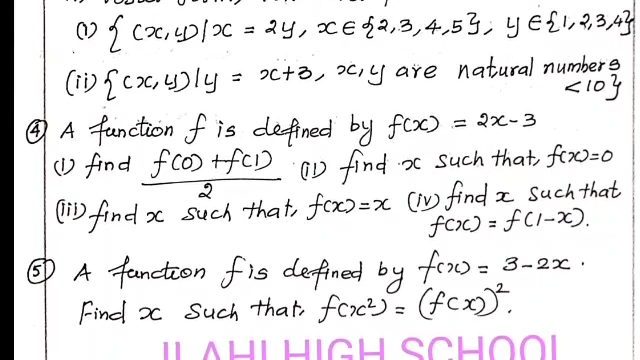 (i) { (x,y) / x = 2y, x ∈ {2,3,4,5}, y ∈ {1,2,3,4}
(ii) { (x,y) / y = x+3, x,y are natural numbers
< 10 }
④ A function f is defined by f(x) = 2x-3
(i) find (f(0) + f(1))/2 (ii) find x such that, f(x)=0
(iii) find x such that, f(x)=x (iv) find x such that
f(x) = f(1-x).
⑤ A function f is defined by f(x) = 3-2x.
Find x such that, f(x²) = (f(x))².
ILAHI HIGH SCHOOL